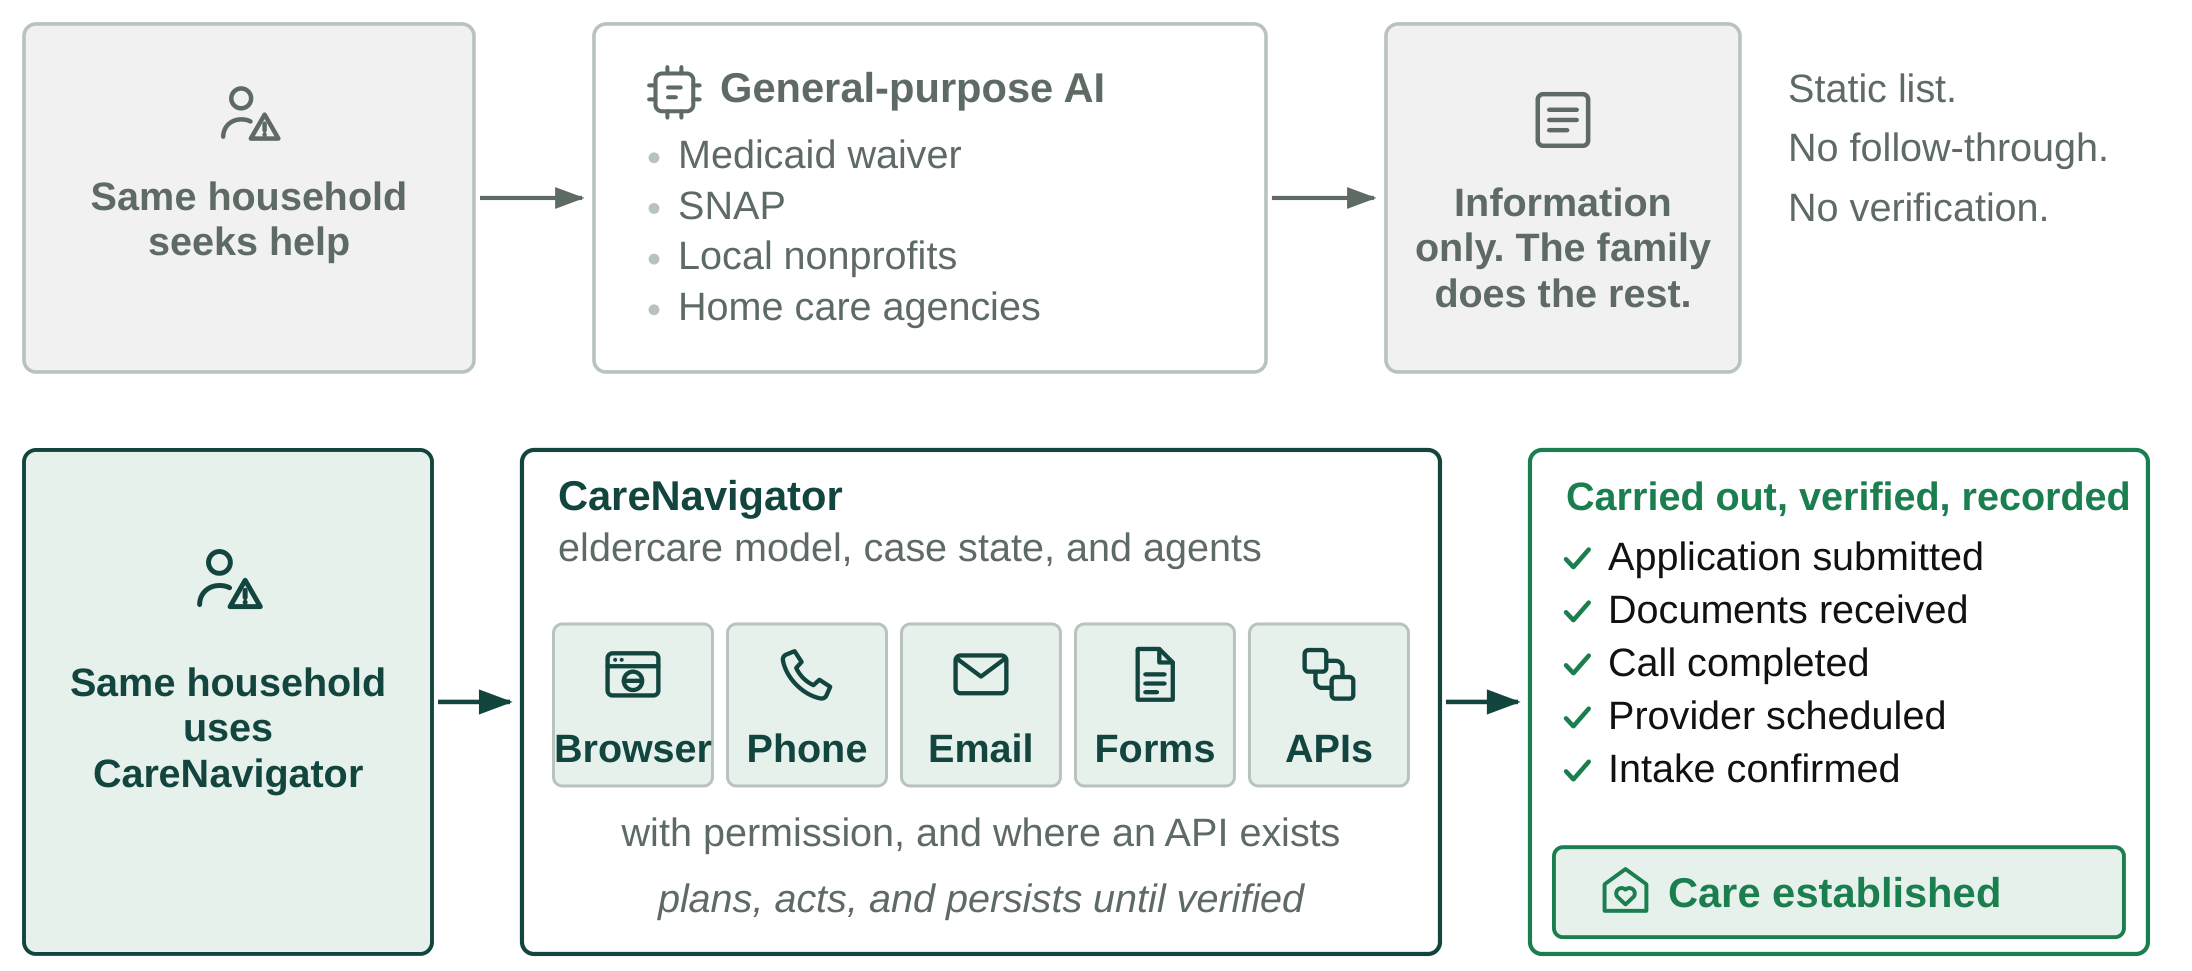 Same household
seeks help
General-purpose AI
Medicaid waiver
SNAP
Local nonprofits
Home care agencies
Information
only. The family
does the rest.
Static list.
No follow-through.
No verification.
Same household
uses
CareNavigator
CareNavigator
eldercare model, case state, and agents
Browser
Phone
Email
Forms
APIs
with permission, and where an API exists
plans, acts, and persists until verified
Carried out, verified, recorded
Application submitted
Documents received
Call completed
Provider scheduled
Intake confirmed
Care established